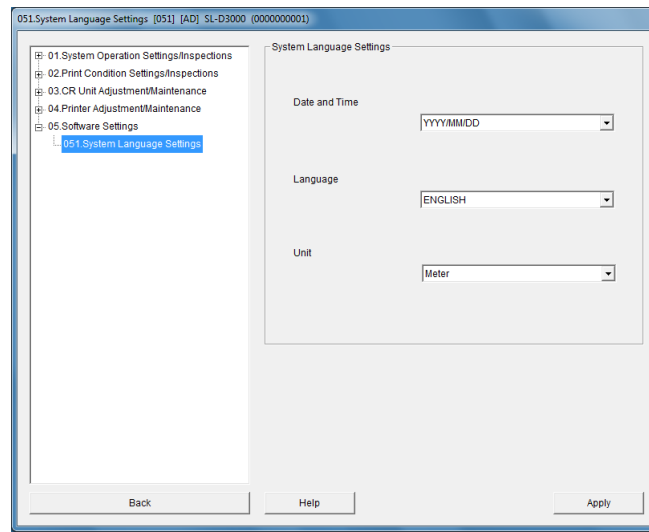 051.System Language Settings [051] [AD] SL-D3000 (0000000001)
01.System Operation Settings/Inspections
02.Print Condition Settings/Inspections
03.CR Unit Adjustment/Maintenance
04.Printer Adjustment/Maintenance
05.Software Settings
051.System Language Settings
System Language Settings
Date and Time
YYYY/MM/DD
Language
ENGLISH
Unit
Meter
Back
Help
Apply